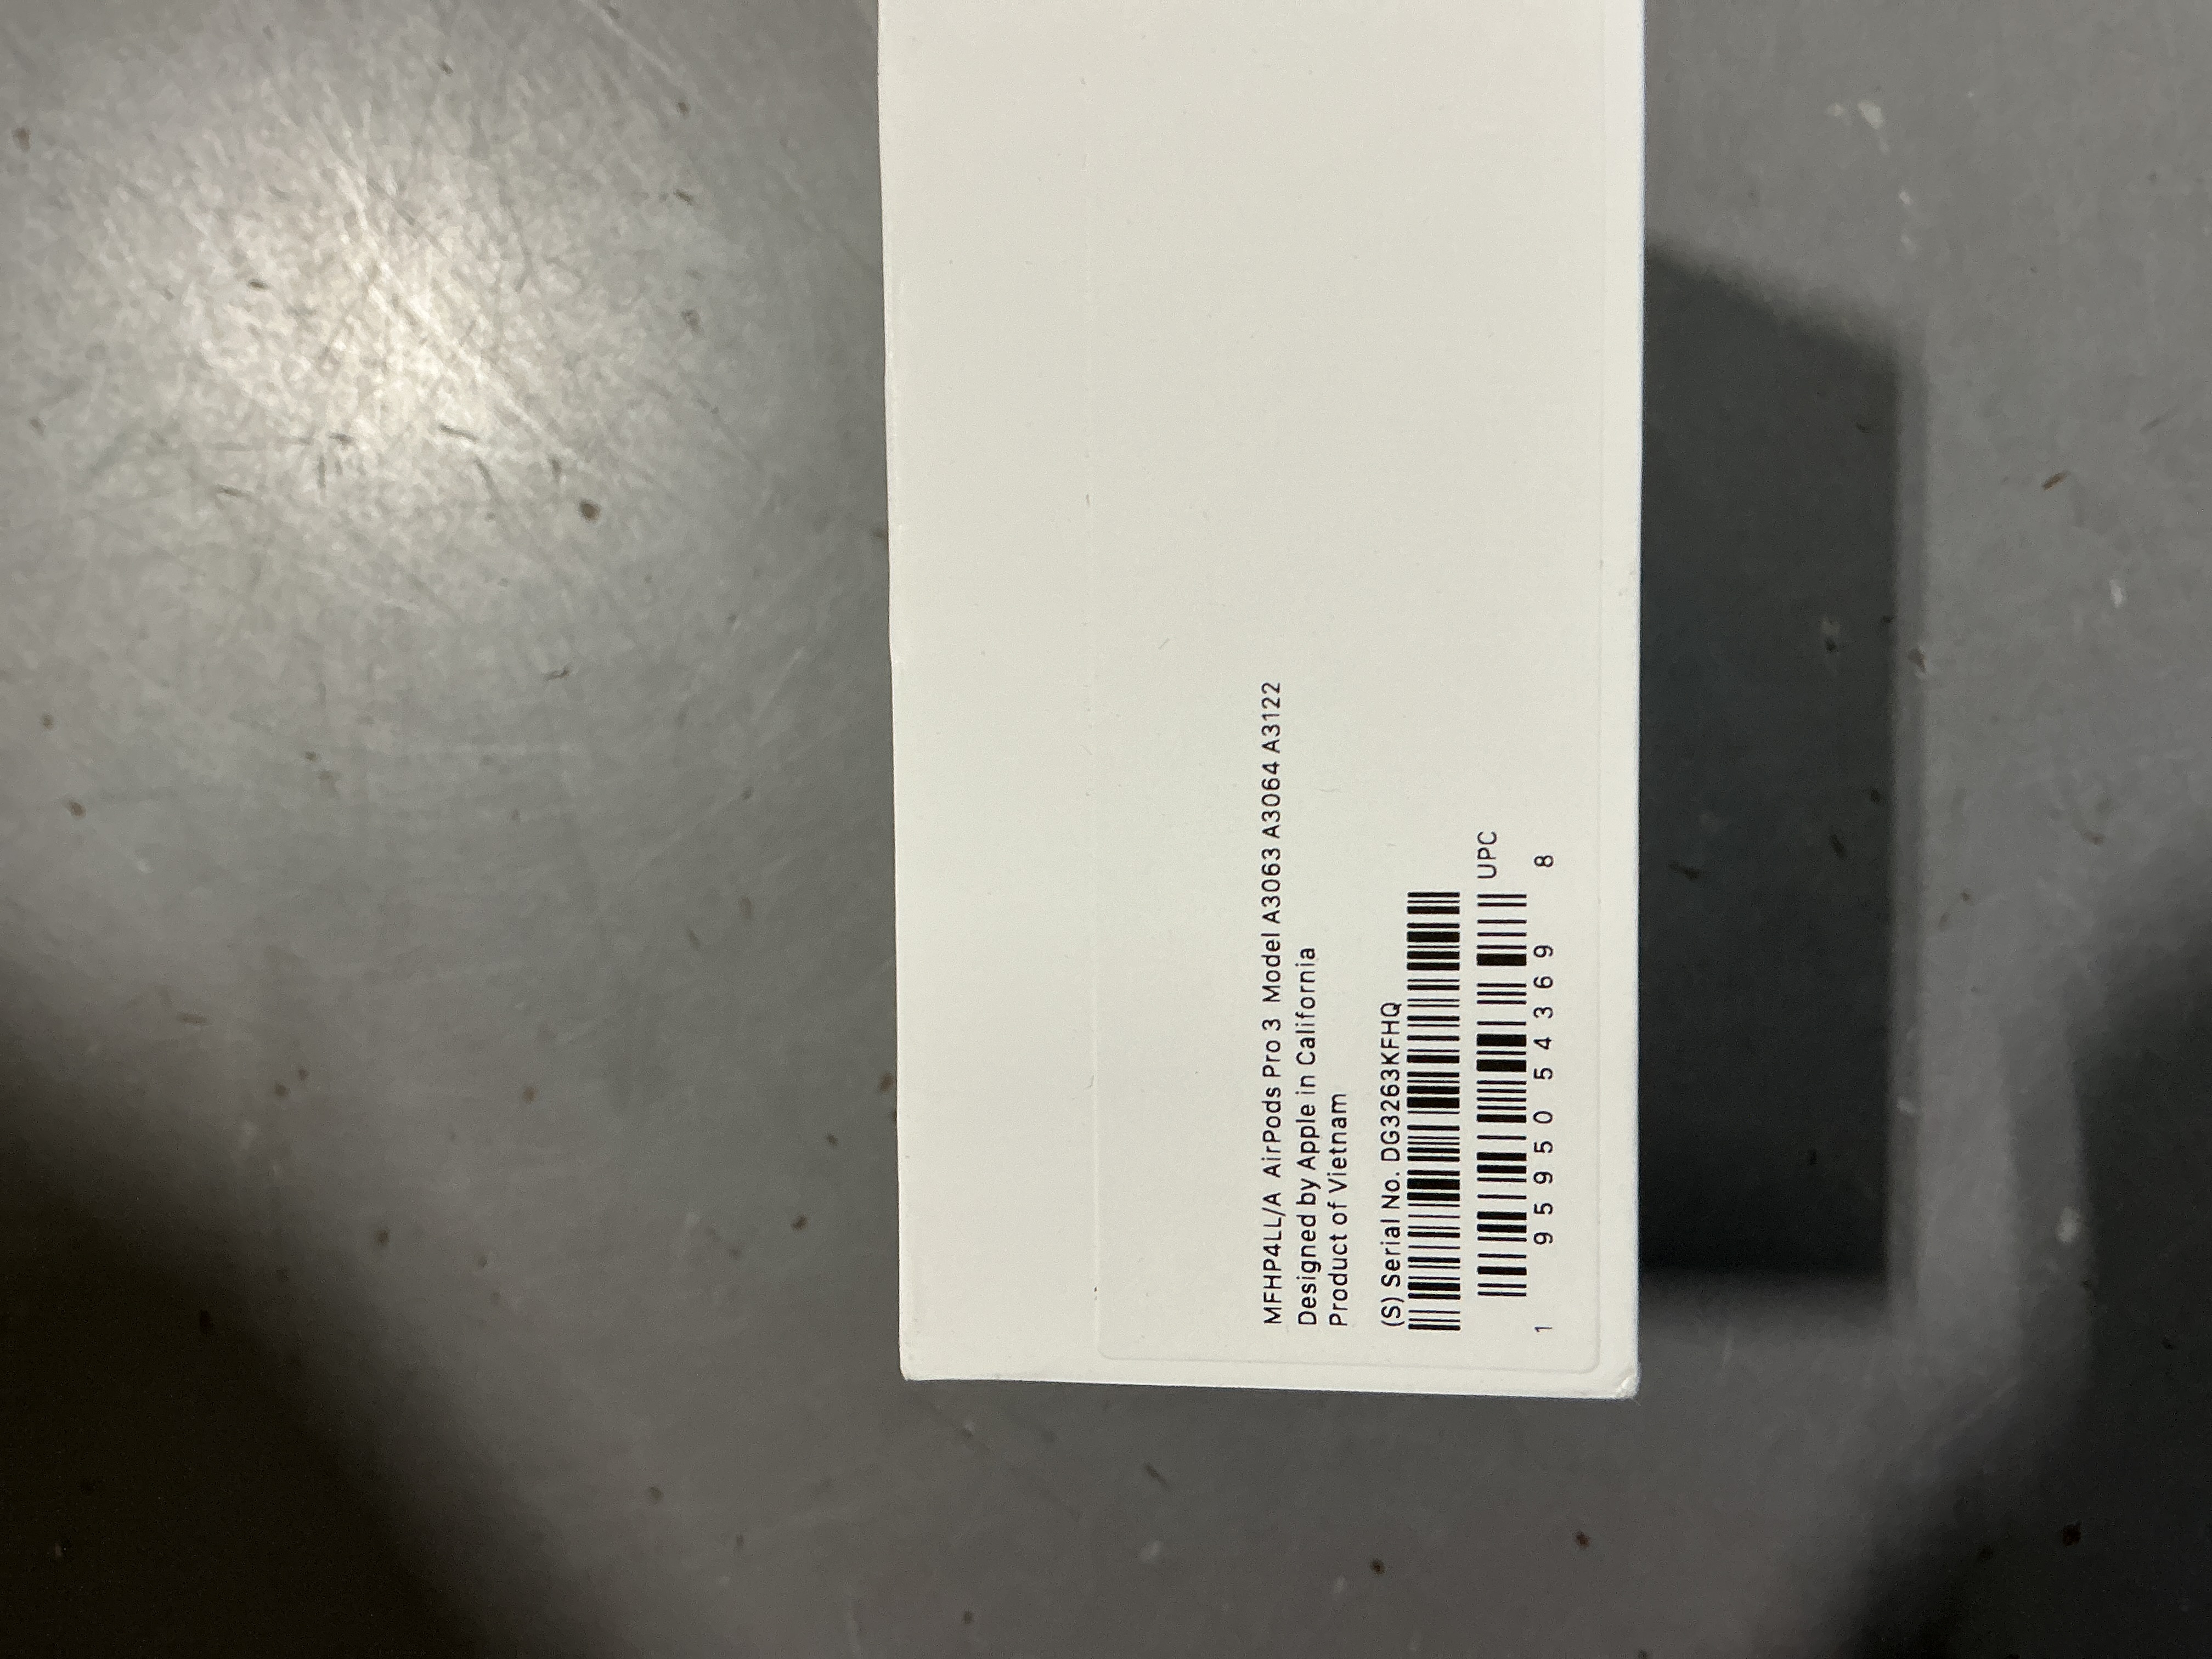 MFHP4LL/A AirPods Pro 3 Model A3063 A3064 A3122
Designed by Apple in California
Product of Vietnam
(S) Serial No. DG3263KFHQ
UPC
1 95950 54369 8